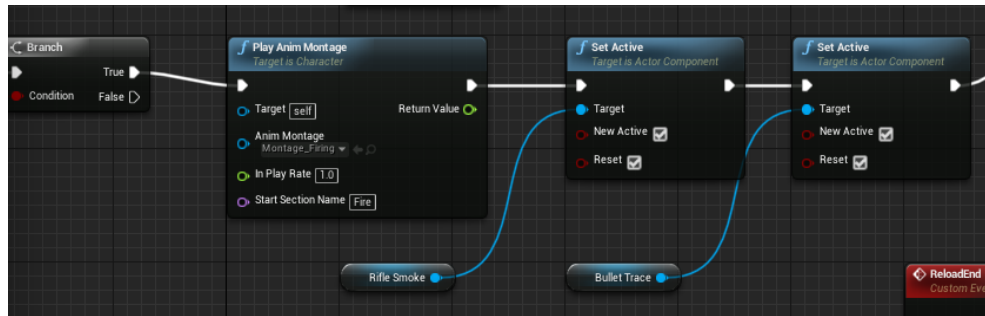 Branch
True
Condition
False
Play Anim Montage
Target is Character
Target self
Return Value
Anim Montage
Montage_Firing
In Play Rate 1.0
Start Section Name Fire
Set Active
Target is Actor Component
Target
New Active
Reset
Set Active
Target is Actor Component
Target
New Active
Reset
Rifle Smoke
Bullet Trace
ReloadEnd
Custom Eve